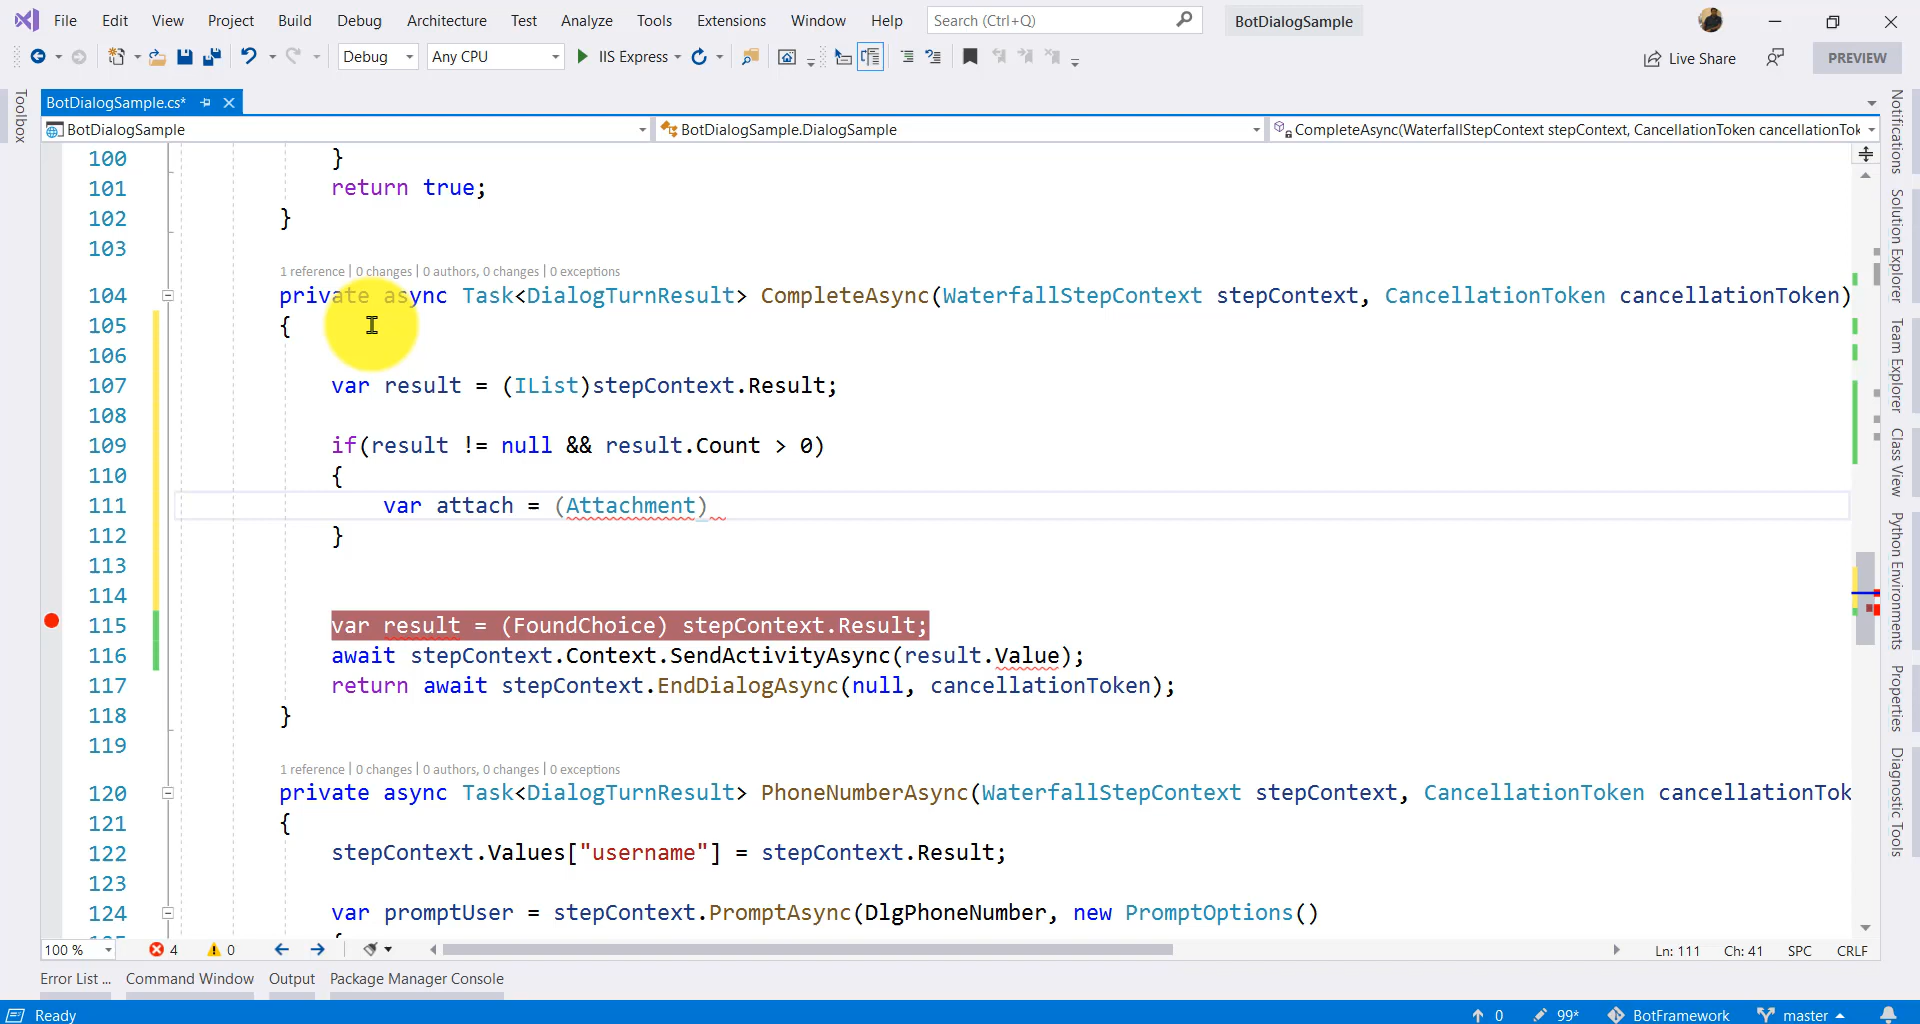 File Edit View Project Build Debug Architecture Test Analyze Tools Extensions Window Help Search (Ctrl+Q) BotDialogSample
Debug Any CPU IIS Express Live Share PREVIEW
Toolbox
BotDialogSample.cs*
BotDialogSample BotDialogSample.DialogSample CompleteAsync(WaterfallStepContext stepContext, CancellationToken cancellationTok
100 }
101 return true;
102 }
103
1 reference | 0 changes | 0 authors, 0 changes | 0 exceptions
104 private async Task<DialogTurnResult> CompleteAsync(WaterfallStepContext stepContext, CancellationToken cancellationToken)
105 {
106
107 var result = (IList)stepContext.Result;
108
109 if(result != null && result.Count > 0)
110 {
111 var attach = (Attachment)
112 }
113
114
115 var result = (FoundChoice) stepContext.Result;
116 await stepContext.Context.SendActivityAsync(result.Value);
117 return await stepContext.EndDialogAsync(null, cancellationToken);
118 }
119
1 reference | 0 changes | 0 authors, 0 changes | 0 exceptions
120 private async Task<DialogTurnResult> PhoneNumberAsync(WaterfallStepContext stepContext, CancellationToken cancellationTok
121 {
122 stepContext.Values["username"] = stepContext.Result;
123
124 var promptUser = stepContext.PromptAsync(DlgPhoneNumber, new PromptOptions()
Notifications
Solution Explorer
Team Explorer
Class View
Python Environments
Properties
Diagnostic Tools
100 % 4 0 Ln: 111 Ch: 41 SPC CRLF
Error List ... Command Window Output Package Manager Console
Ready 0 99* BotFramework master